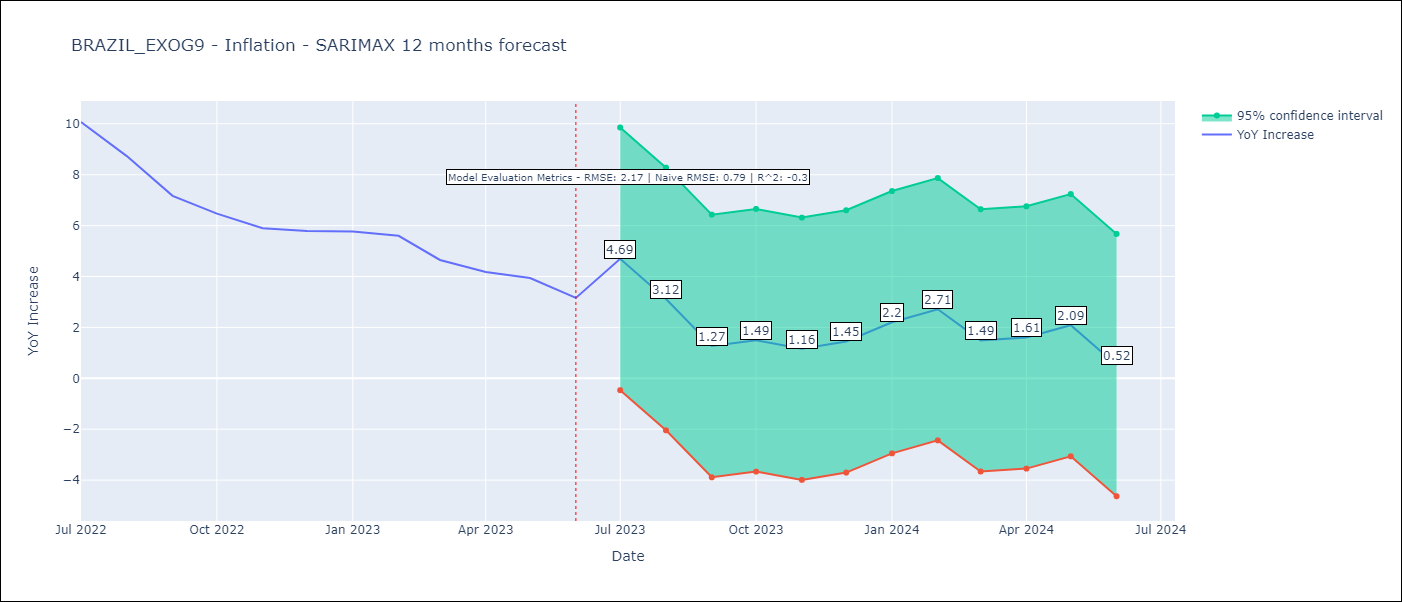 BRAZIL_EXOG9 - Inflation - SARIMAX 12 months forecast
95% confidence interval
YoY Increase
Model Evaluation Metrics - RMSE: 2.17 | Naive RMSE: 0.79 | R^2: -0.3
YoY Increase
10
8
6
4
2
0
−2
−4
4.69
3.12
1.27
1.49
1.16
1.45
2.2
2.71
1.49
1.61
2.09
0.52
Jul 2022
Oct 2022
Jan 2023
Apr 2023
Jul 2023
Oct 2023
Jan 2024
Apr 2024
Jul 2024
Date